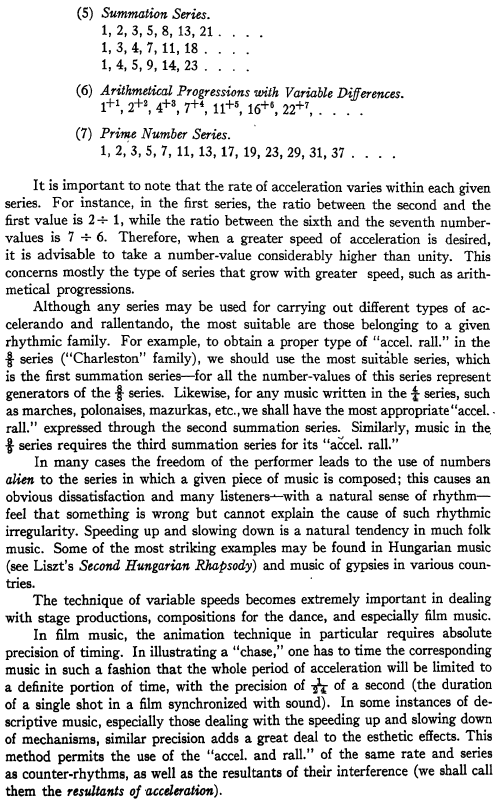 (5) Summation Series.
1, 2, 3, 5, 8, 13, 21 . . . .
1, 3, 4, 7, 11, 18 . . . .
1, 4, 5, 9, 14, 23 . . . .
(6) Arithmetical Progressions with Variable Differences.
1+1, 2+2, 4+3, 7+4, 11+5, 16+6, 22+7, . . . .
(7) Prime Number Series.
1, 2, 3, 5, 7, 11, 13, 17, 19, 23, 29, 31, 37 . . . .
It is important to note that the rate of acceleration varies within each given
series. For instance, in the first series, the ratio between the second and the
first value is 2 ÷ 1, while the ratio between the sixth and the seventh number-
values is 7 ÷ 6. Therefore, when a greater speed of acceleration is desired,
it is advisable to take a number-value considerably higher than unity. This
concerns mostly the type of series that grow with greater speed, such as arith-
metical progressions.
Although any series may be used for carrying out different types of ac-
celerando and rallentando, the most suitable are those belonging to a given
rhythmic family. For example, to obtain a proper type of "accel. rall." in the
8/8 series ("Charleston" family), we should use the most suitable series, which
is the first summation series—for all the number-values of this series represent
generators of the 8/8 series. Likewise, for any music written in the 4/4 series, such
as marches, polonaises, mazurkas, etc., we shall have the most appropriate "accel.
rall." expressed through the second summation series. Similarly, music in the
series requires the third summation series for its "accel. rall."
In many cases the freedom of the performer leads to the use of numbers
alien to the series in which a given piece of music is composed; this causes an
obvious dissatisfaction and many listeners—with a natural sense of rhythm—
feel that something is wrong but cannot explain the cause of such rhythmic
irregularity. Speeding up and slowing down is a natural tendency in much folk
music. Some of the most striking examples may be found in Hungarian music
(see Liszt's Second Hungarian Rhapsody) and music of gypsies in various coun-
tries.
The technique of variable speeds becomes extremely important in dealing
with stage productions, compositions for the dance, and especially film music.
In film music, the animation technique in particular requires absolute
precision of timing. In illustrating a "chase," one has to time the corresponding
music in such a fashion that the whole period of acceleration will be limited to
a definite portion of time, with the precision of 1/24 of a second (the duration
of a single shot in a film synchronized with sound). In some instances of de-
scriptive music, especially those dealing with the speeding up and slowing down
of mechanisms, similar precision adds a great deal to the esthetic effects. This
method permits the use of the "accel. and rall." of the same rate and series
as counter-rhythms, as well as the resultants of their interference (we shall call
them the resultants of acceleration).